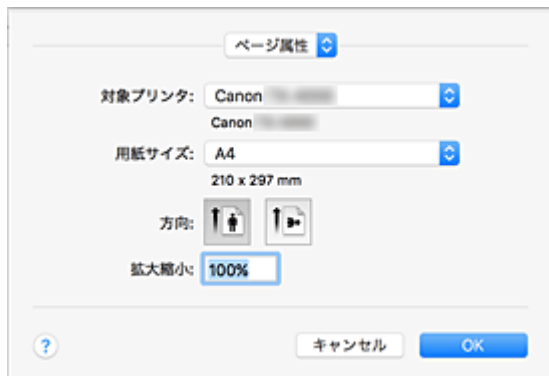 ページ属性
対象プリンタ: Canon
Canon
用紙サイズ: A4
210 x 297 mm
方向:
拡大縮小: 100%
? キャンセル OK